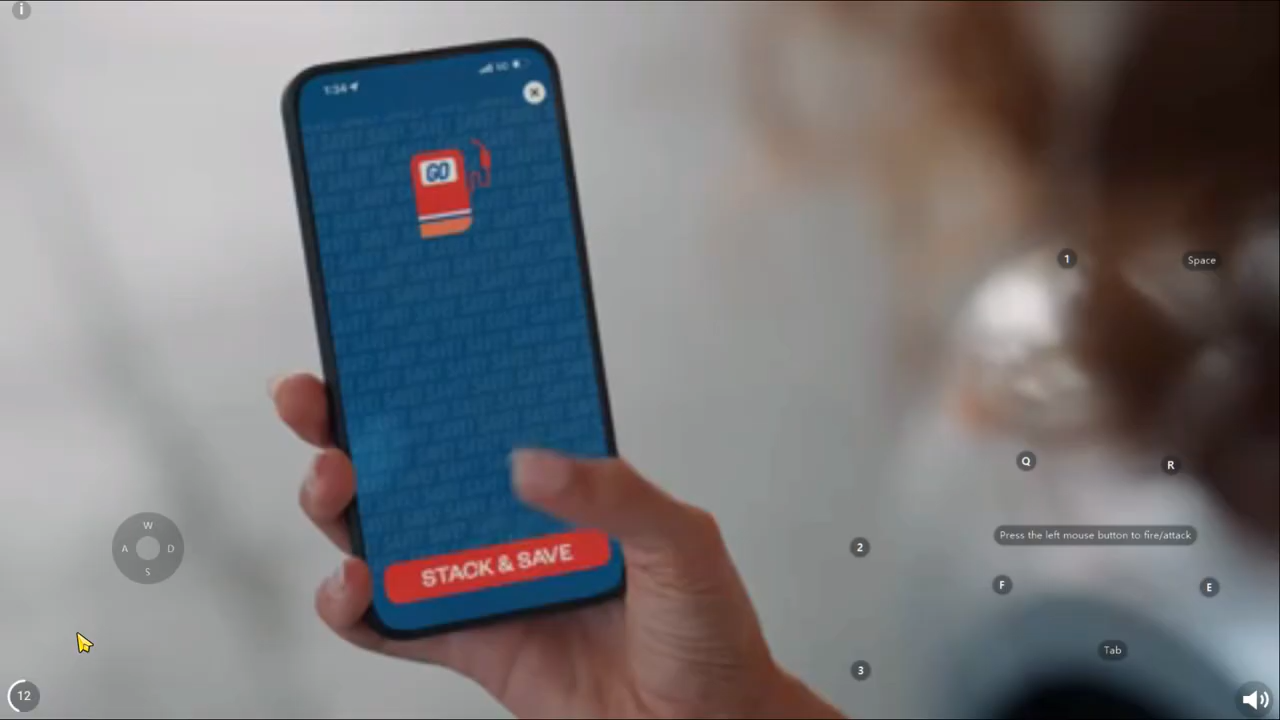 i
1:34
5G
GO
1
Space
Q
R
W
A
D
S
Press the left mouse button to fire/attack
2
STACK & SAVE
F
E
Tab
3
12